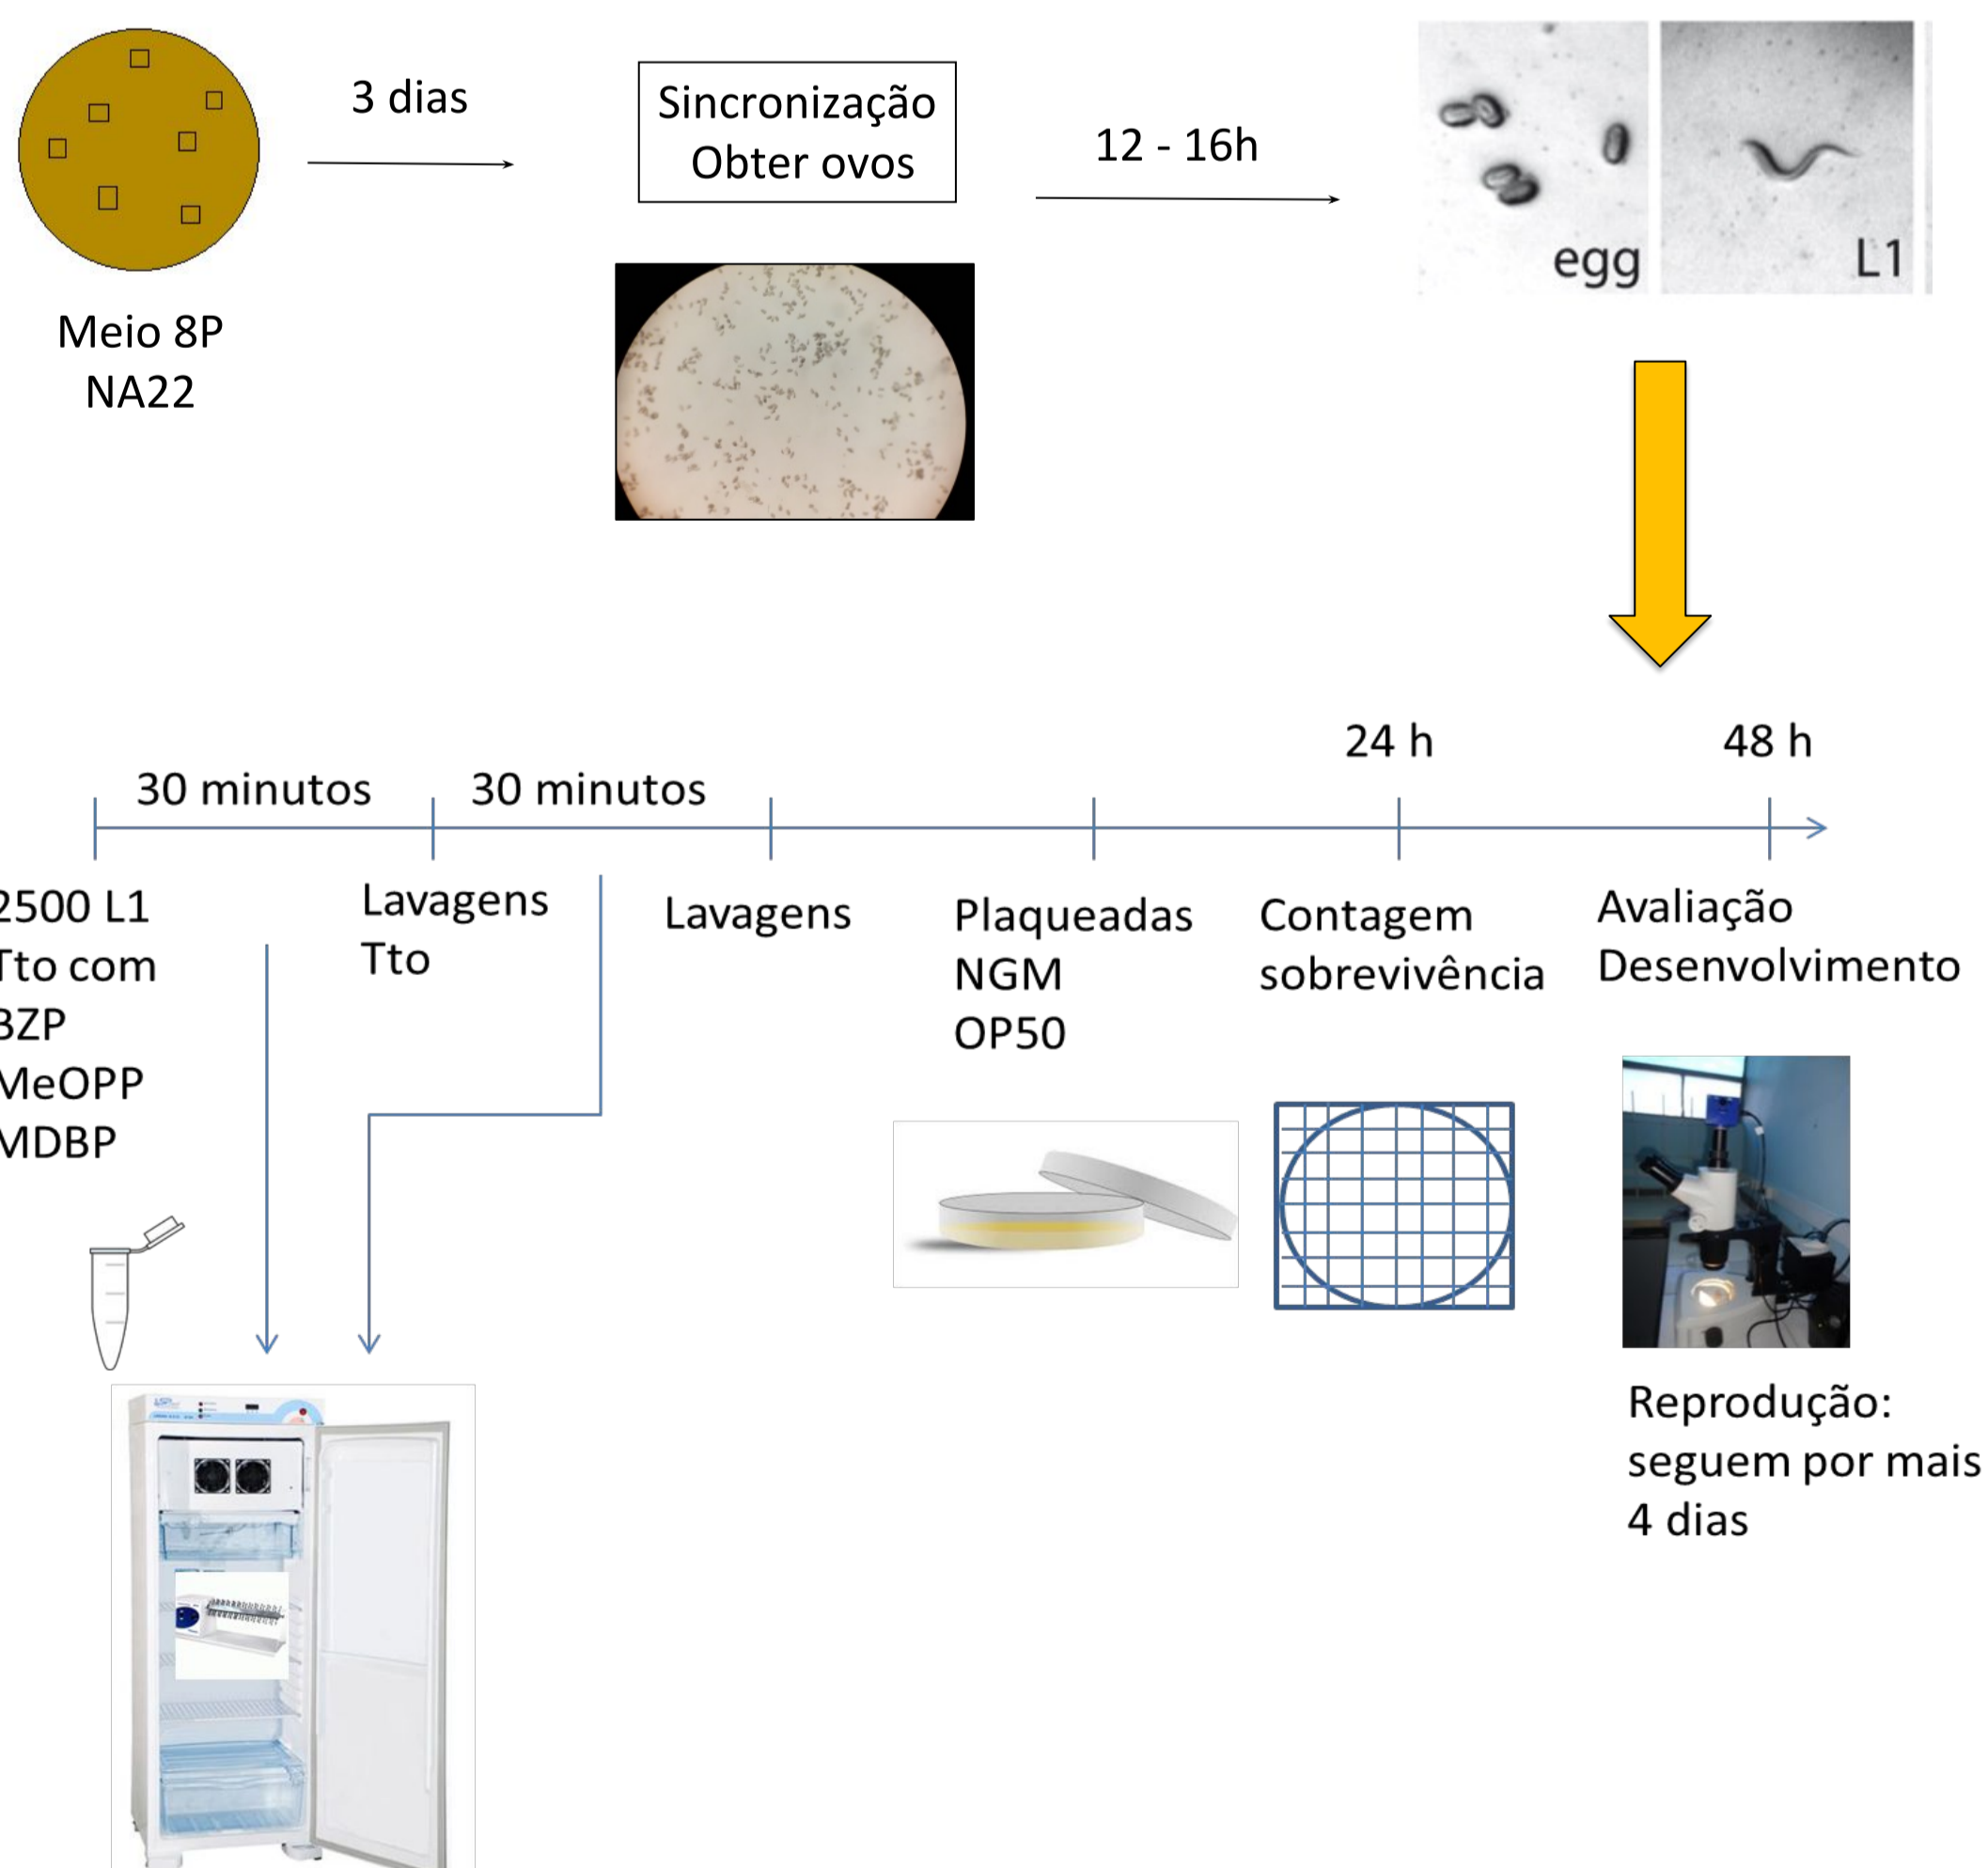 3 dias
Sincronização
Obter ovos
12 - 16h
egg
L1
Meio 8P
NA22
30 minutos
30 minutos
24 h
48 h
2500 L1
Tto com
BZP
MeOPP
MDBP
Lavagens
Tto
Lavagens
Plaqueadas
NGM
OP50
Contagem
sobrevivência
Avaliação
Desenvolvimento
Reprodução:
seguem por mais
4 dias